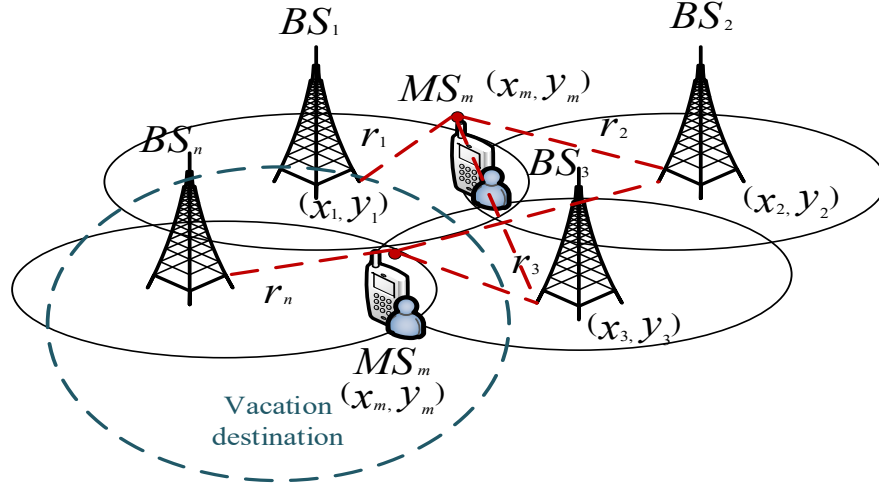 BS₁
BS₂
MSₘ (xₘ, yₘ)
BSₙ
r₁
r₂
BS₃
(x₁, y₁)
(x₂, y₂)
rₙ
r₃
(x₃, y₃)
MSₘ
(xₘ, yₘ)
Vacation
destination